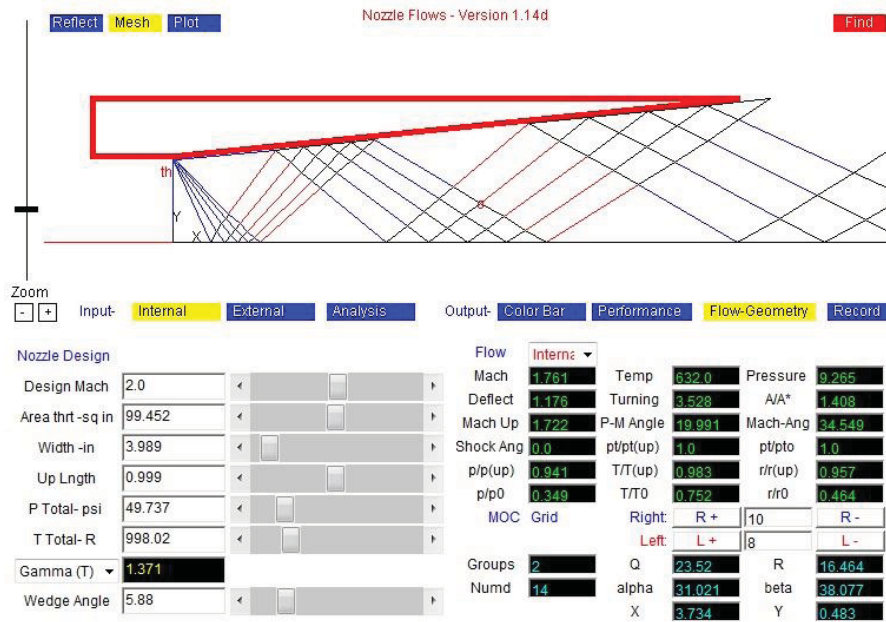 Nozzle Flows - Version 1.14d
Reflect Mesh Plot Find
th
Y
X
Zoom
- + Input- Internal External Analysis Output- Color Bar Performance Flow-Geometry Record
Nozzle Design
Design Mach 2.0
Area thrt -sq in 99.452
Width -in 3.989
Up Lngth 0.999
P Total- psi 49.737
T Total- R 998.02
Gamma (T) 1.371
Wedge Angle 5.88
Flow Interna
Mach 1.761 Temp 632.0 Pressure 9.265
Deflect 1.176 Turning 3.528 A/A*  1.408
Mach Up 1.722 P-M Angle 19.991 Mach-Ang 34.549
Shock Ang 0.0 pt/pt(up) 1.0 pt/pto 1.0
p/p(up) 0.941 T/T(up) 0.983 r/r(up) 0.957
p/p0 0.349 T/T0 0.752 r/r0 0.464
MOC Grid Right: R + 10 R -
Left: L + 8 L -
Groups 2 Q 23.52 R 16.464
Numd 14 alpha 31.021 beta 38.077
X 3.734 Y 0.483